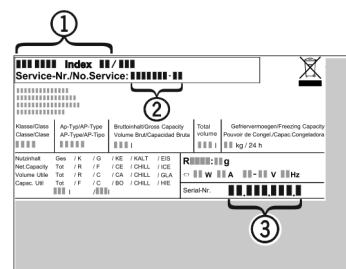 1
Index / 
Service-Nr./No.Service: -
2
Klasse/Class
Classe/Clase
Ap-Typ/AP-Type
AP-Type/AP-Tipo
Bruttoinhalt/Gross Capacity
Volume Brut/Capacidad Bruta
l
Total
volume
l
Gefriervermoegen/Freezing Capacity
Pouvoir de Congel./Capac.Congeladora
kg / 24 h
Nutzinhalt Ges / K / G / KE / KALT / EIS
Net.Capacity Tot / R / F / CE / CHILL / ICE
Volume Utile Tot / R / C / CA / CHILL / GLA
Capac. Util Tot / F / C / BO / CHILL / HIE
l / l
R : g
W A - V Hz
Serial-Nr. . . .
3